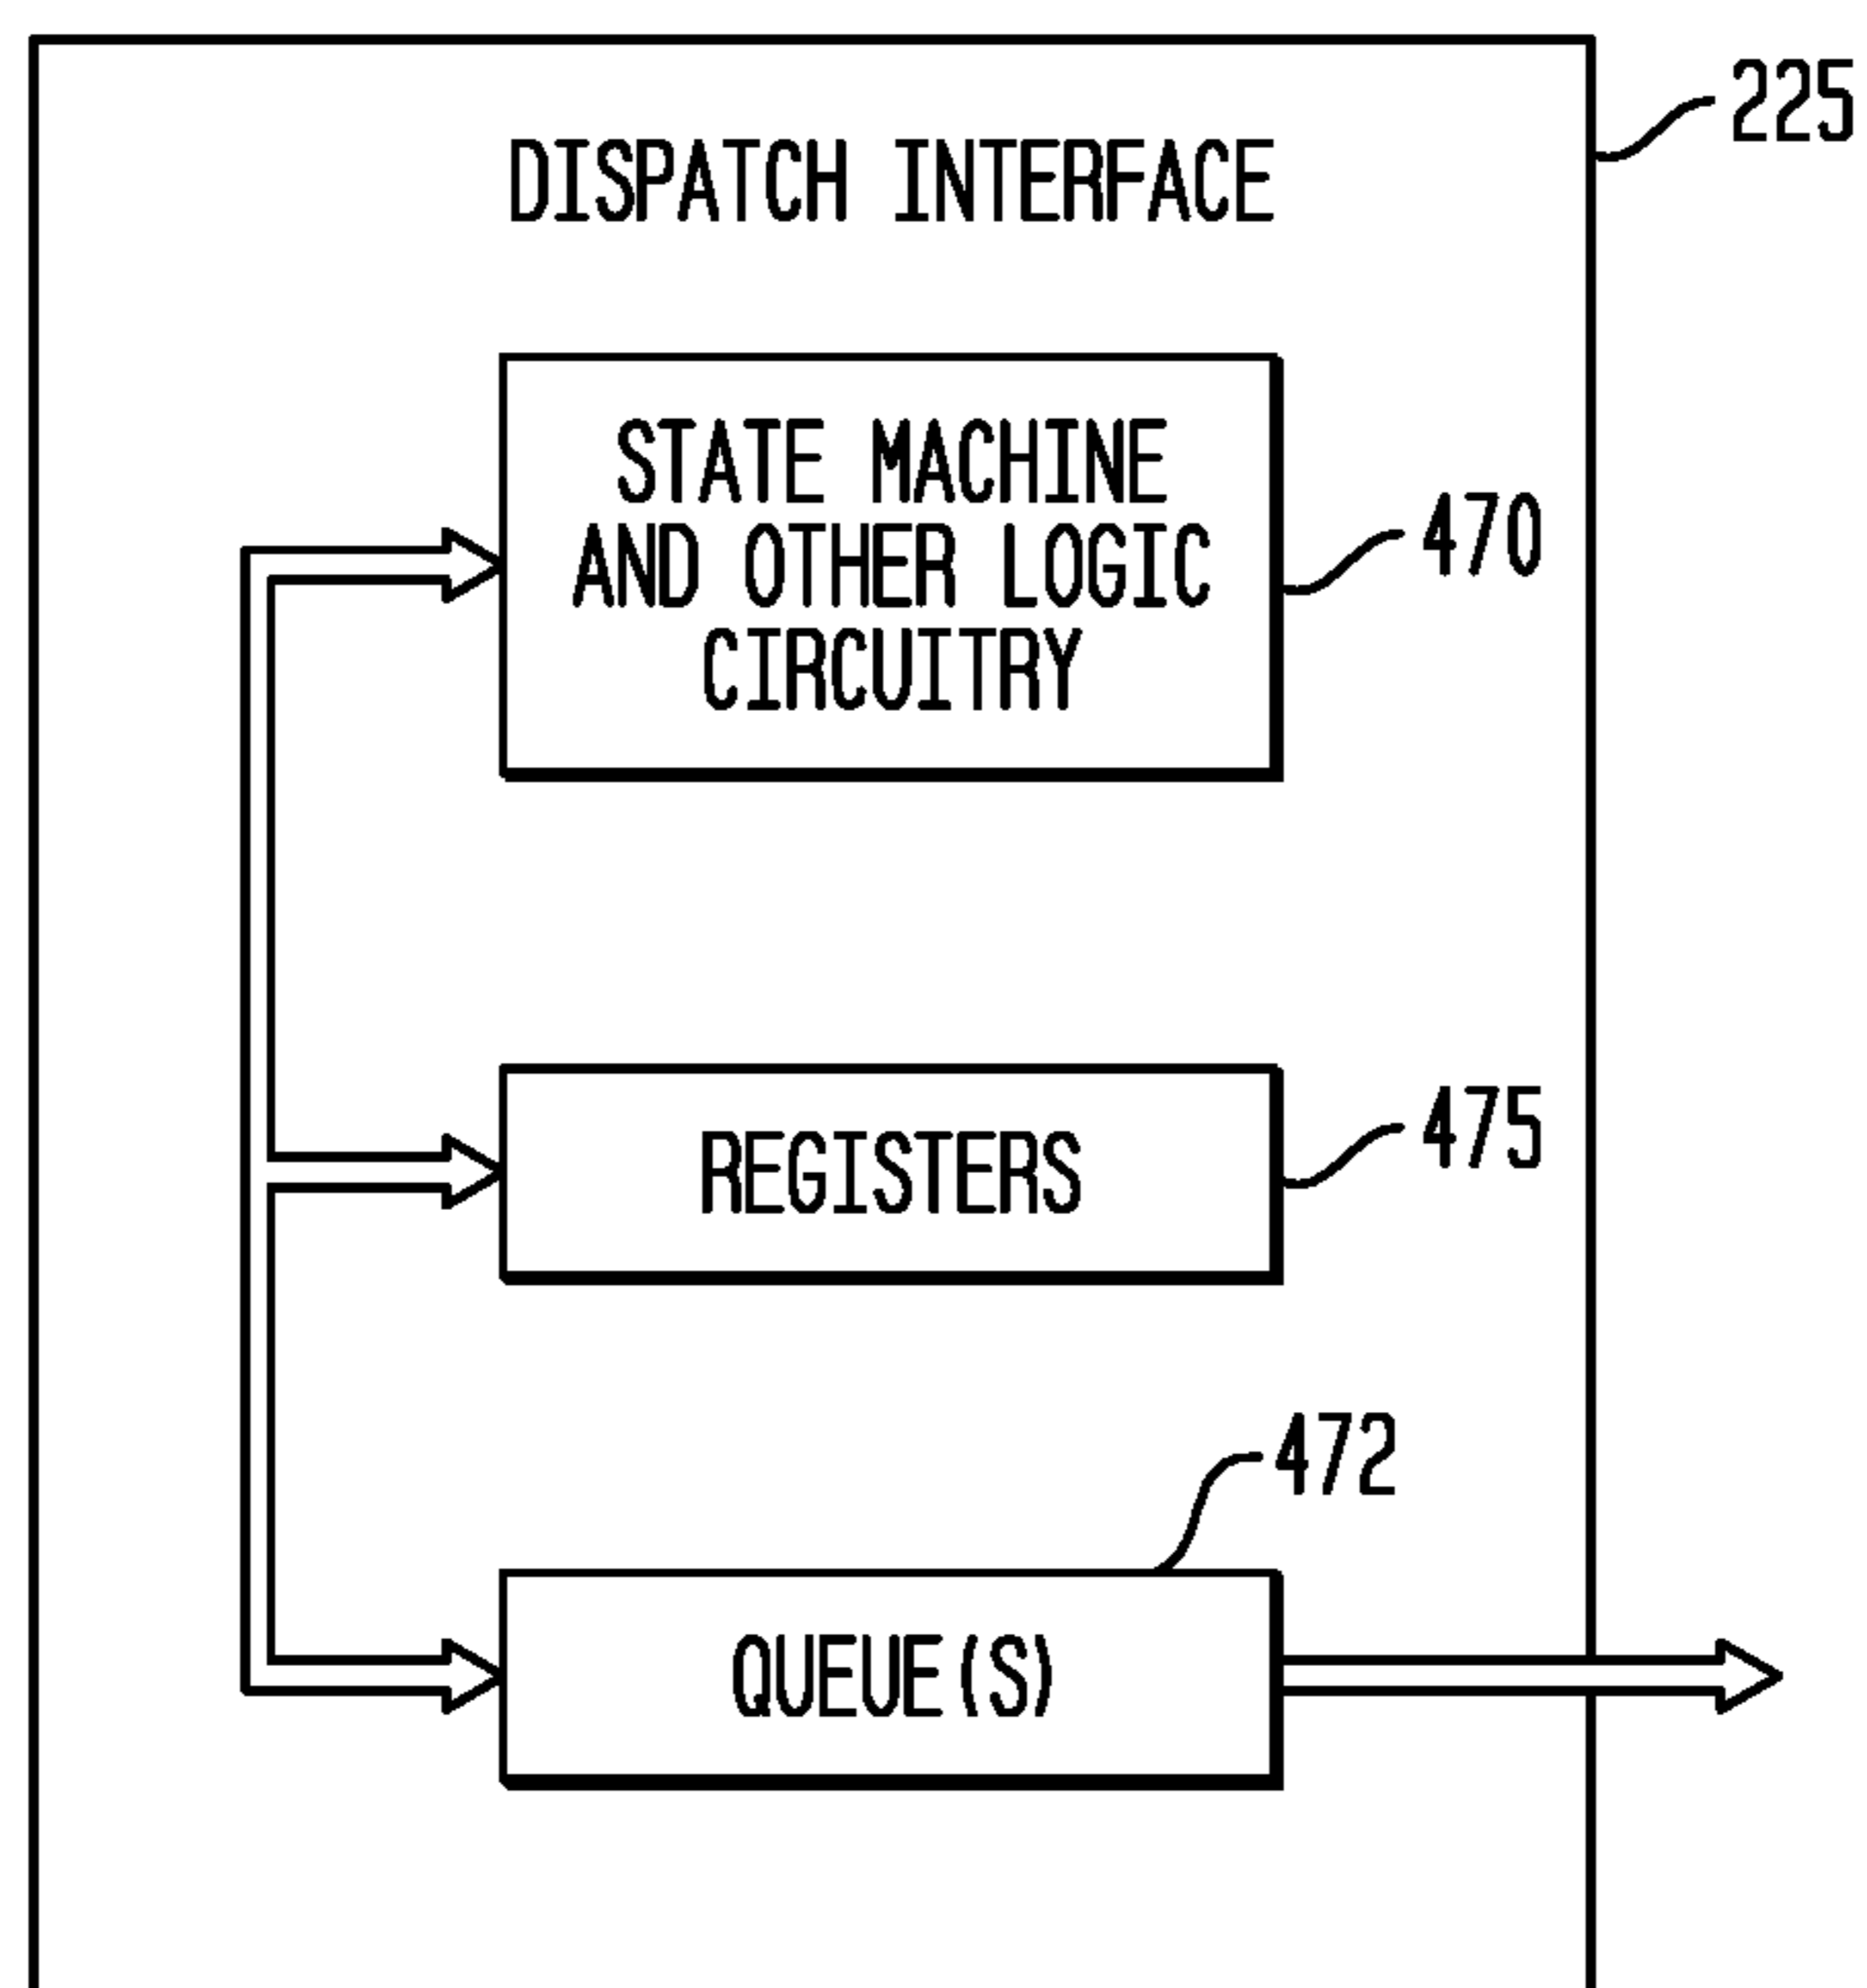 225
DISPATCH INTERFACE
STATE MACHINE
AND OTHER LOGIC
CIRCUITRY
470
REGISTERS
475
472
QUEUE(S)